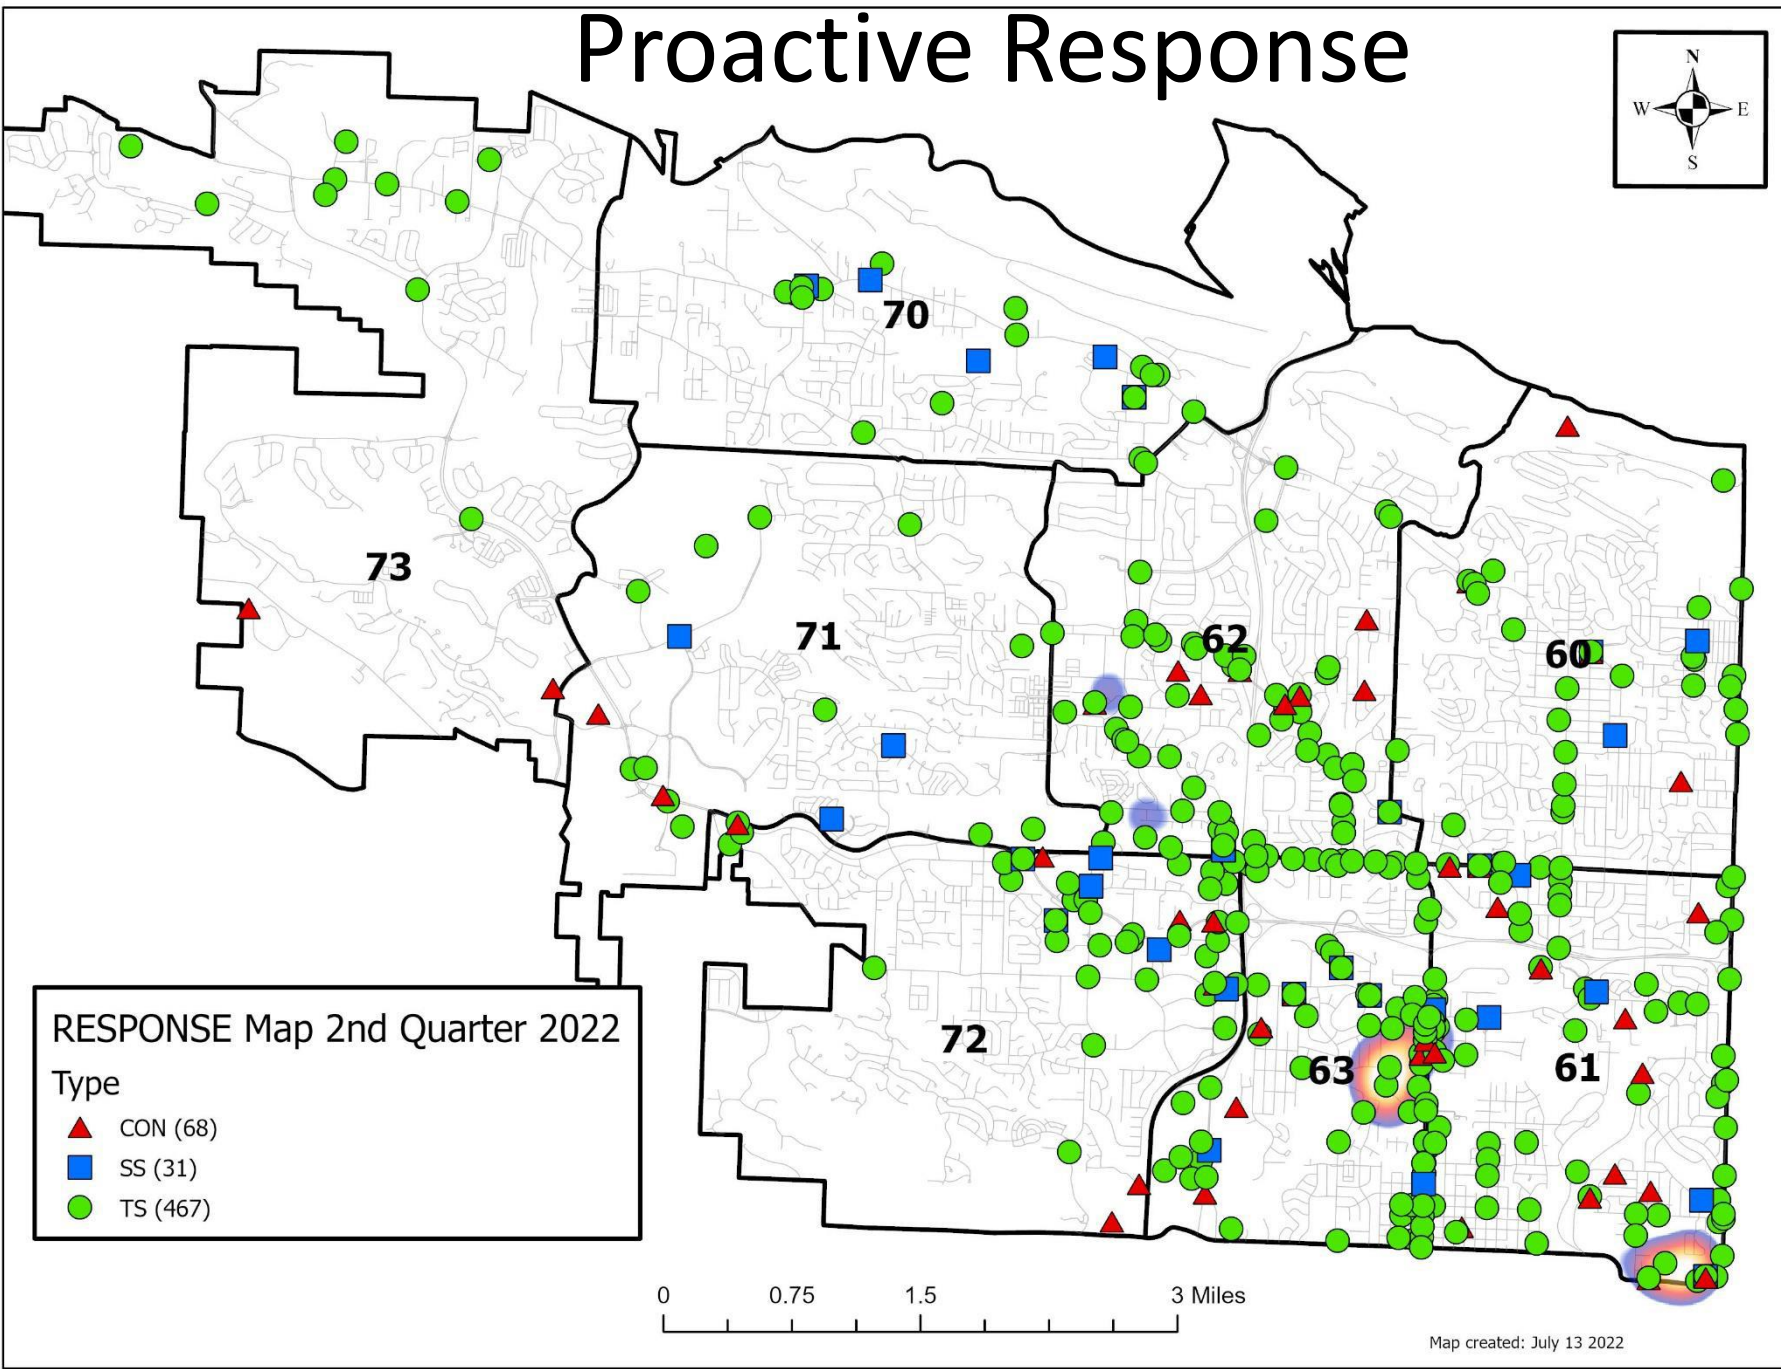 Proactive Response
N
W E
S
70
73
71
62
60
72
63
61
RESPONSE Map 2nd Quarter 2022
Type
CON (68)
SS (31)
TS (467)
0 0.75 1.5 3 Miles
Map created: July 13 2022